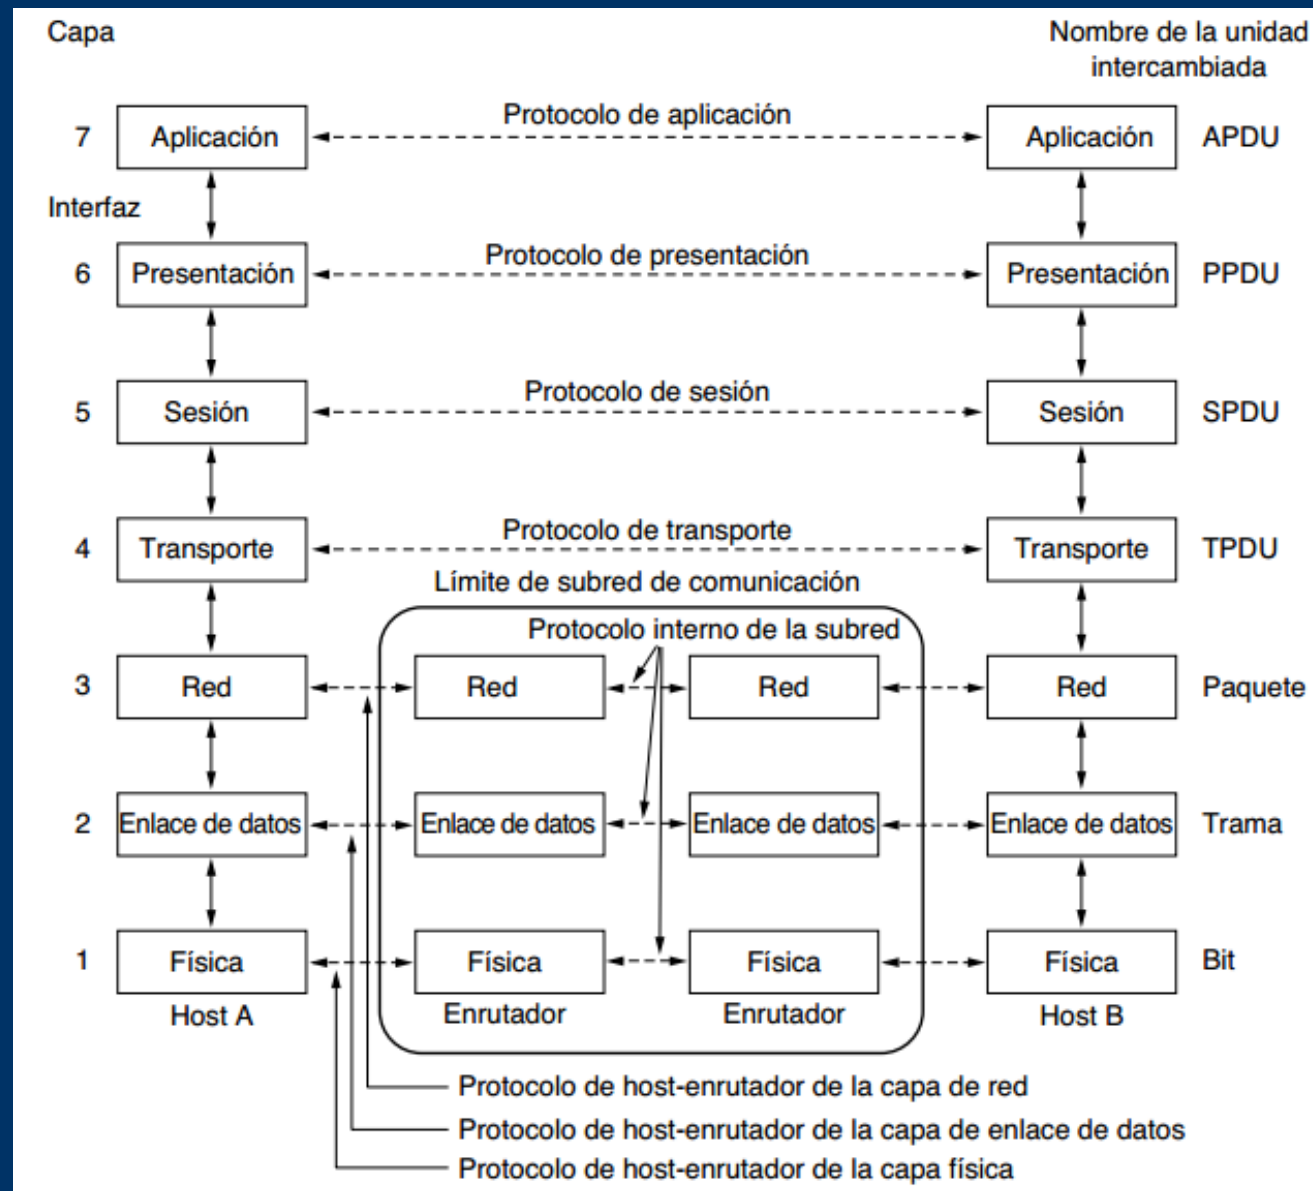 Capa
Nombre de la unidad
intercambiada
Protocolo de aplicación
7 Aplicación Aplicación APDU
Interfaz
Protocolo de presentación
6 Presentación Presentación PPDU
Protocolo de sesión
5 Sesión Sesión SPDU
Protocolo de transporte
4 Transporte Transporte TPDU
Límite de subred de comunicación
Protocolo interno de la subred
3 Red Red Red Red Paquete
2 Enlace de datos Enlace de datos Enlace de datos Enlace de datos Trama
1 Física Física Física Física Bit
Host A Enrutador Enrutador Host B
Protocolo de host-enrutador de la capa de red
Protocolo de host-enrutador de la capa de enlace de datos
Protocolo de host-enrutador de la capa física